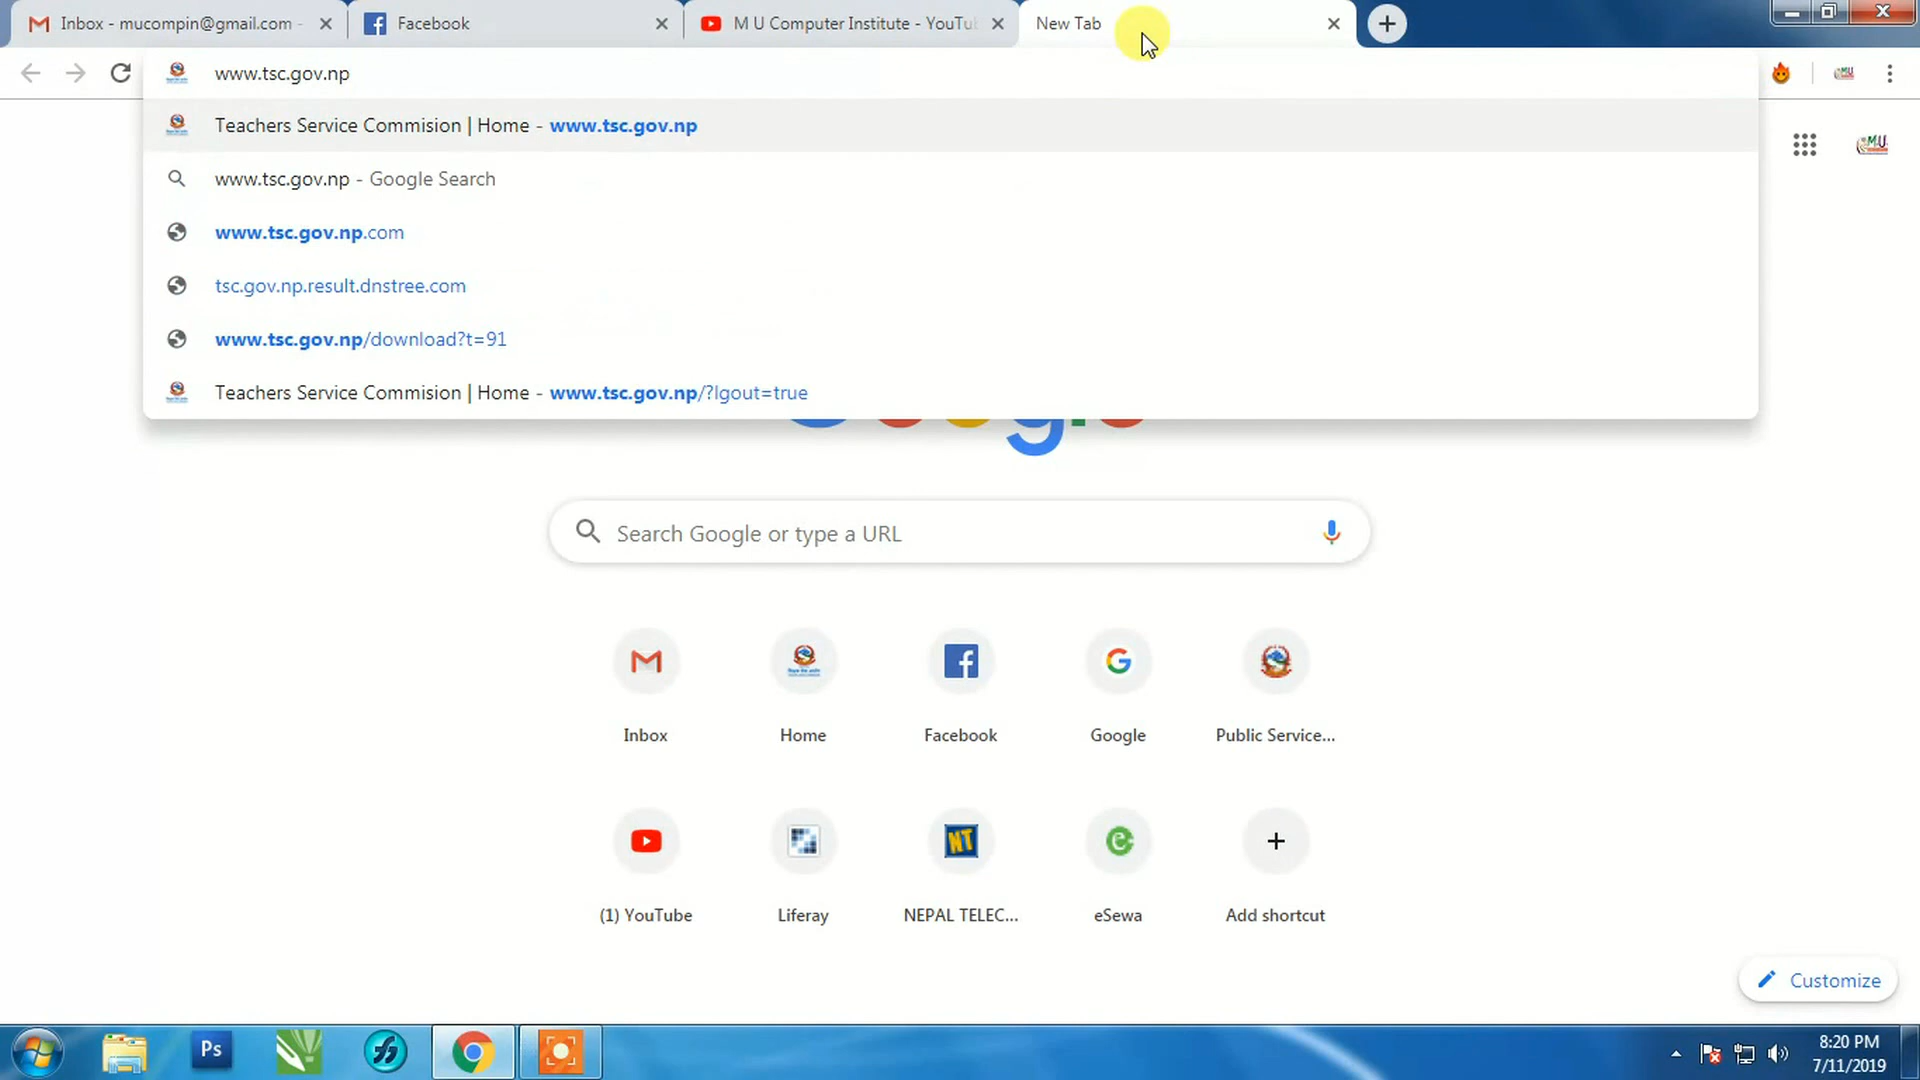 Inbox - mucompin@gmail.com -
Facebook
M U Computer Institute - YouTu
New Tab
www.tsc.gov.np
Teachers Service Commision | Home - www.tsc.gov.np
www.tsc.gov.np - Google Search
www.tsc.gov.np.com
tsc.gov.np.result.dnstree.com
www.tsc.gov.np/download?t=91
Teachers Service Commision | Home - www.tsc.gov.np/?lgout=true
Search Google or type a URL
Inbox
Home
Facebook
Google
Public Service...
(1) YouTube
Liferay
NEPAL TELEC...
eSewa
Add shortcut
Customize
Ps
8:20 PM
7/11/2019